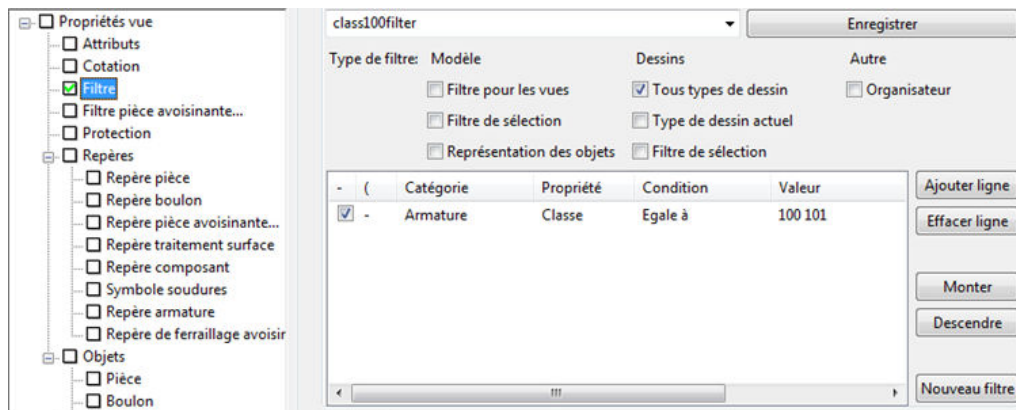 Propriétés vue
Attributs
Cotation
Filtre
Filtre pièce avoisinante...
Protection
Repères
Repère pièce
Repère boulon
Repère pièce avoisinante...
Repère traitement surface
Repère composant
Symbole soudures
Repère armature
Repère de ferraillage avoisir
Objets
Pièce
Boulon
class100filter
Enregistrer
Type de filtre: Modèle Dessins Autre
Filtre pour les vues Tous types de dessin Organisateur
Filtre de sélection Type de dessin actuel
Représentation des objets Filtre de sélection
- ( Catégorie Propriété Condition Valeur
- Armature Classe Egale à 100 101
Ajouter ligne
Effacer ligne
Monter
Descendre
Nouveau filtre